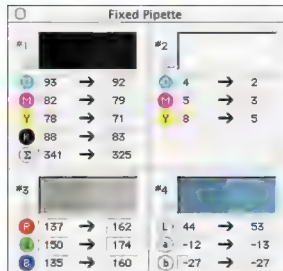 Fixed Pipette
#1
C 93 → 92
M 82 → 79
Y 78 → 71
K 88 → 83
Σ 341 → 325
#2
C 4 → 2
M 5 → 3
Y 8 → 5
#3
R 137 → 162
G 150 → 174
B 135 → 160
#4
L 44 → 53
a -12 → -13
b -27 → -27